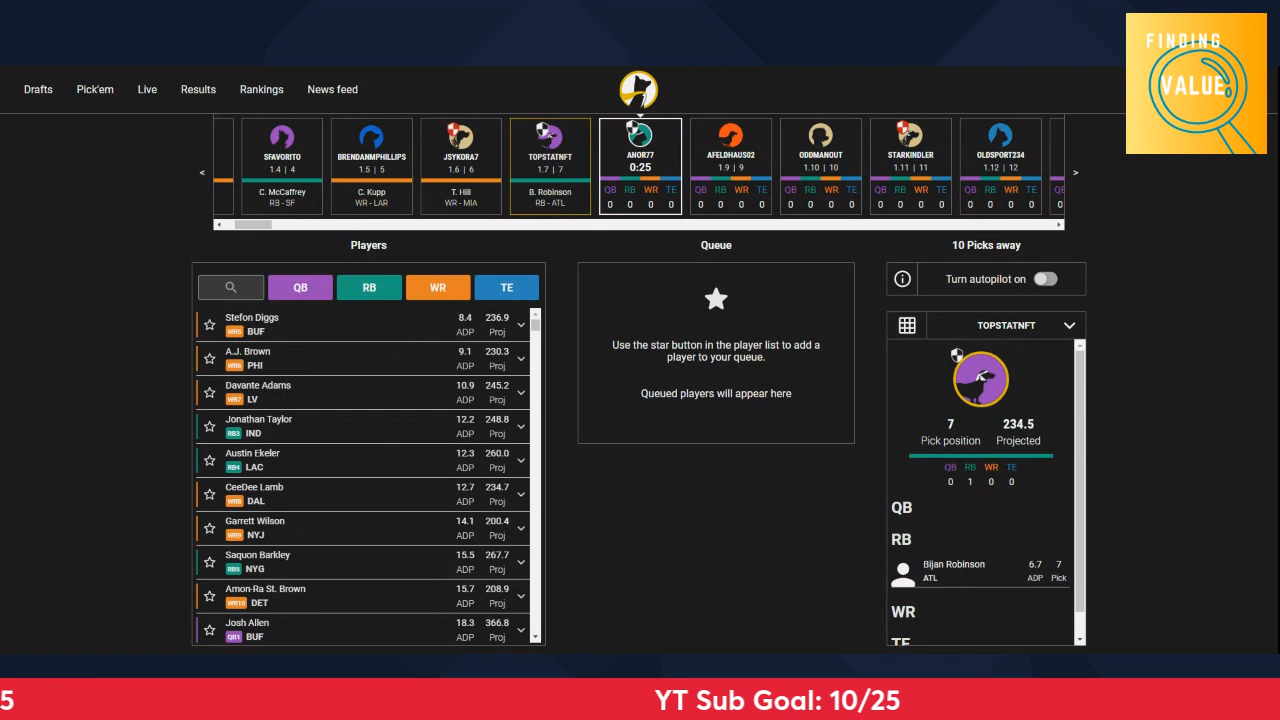 FINDING
VALUE
Drafts
Pick'em
Live
Results
Rankings
News feed
<
SFAVORITO
1.4 | 4
C. McCaffrey
RB - SF
BRENDANMPHILLIPS
1.5 | 5
C. Kupp
WR - LAR
JSYKORA7
1.6 | 6
T. Hill
WR - MIA
TOPSTATNFT
1.7 | 7
B. Robinson
RB - ATL
ANOR77
0:25
QB RB WR TE
0 0 0 0
AFELDHAUS02
1.9 | 9
QB RB WR TE
0 0 0 0
ODDMANOUT
1.10 | 10
QB RB WR TE
0 0 0 0
STARKINDLER
1.11 | 11
QB RB WR TE
0 0 0 0
OLDSPORT234
1.12 | 12
QB RB WR TE
0 0 0 0
>
Players
QB
RB
WR
TE
Stefon Diggs 8.4 236.9
WR5 BUF ADP Proj
A.J. Brown 9.1 230.3
WR6 PHI ADP Proj
Davante Adams 10.9 245.2
WR7 LV ADP Proj
Jonathan Taylor 12.2 248.8
RB3 IND ADP Proj
Austin Ekeler 12.3 260.0
RB4 LAC ADP Proj
CeeDee Lamb 12.7 234.7
WR8 DAL ADP Proj
Garrett Wilson 14.1 200.4
WR9 NYJ ADP Proj
Saquon Barkley 15.5 267.7
RB5 NYG ADP Proj
Amon-Ra St. Brown 15.7 208.9
WR10 DET ADP Proj
Josh Allen 18.3 366.8
QB1 BUF ADP Proj
Queue
Use the star button in the player list to add a
player to your queue.
Queued players will appear here
10 Picks away
Turn autopilot on
TOPSTATNFT
7 234.5
Pick position Projected
QB RB WR TE
0 1 0 0
QB
RB
Bijan Robinson 6.7 7
ATL ADP Pick
WR
TE
5
YT Sub Goal: 10/25